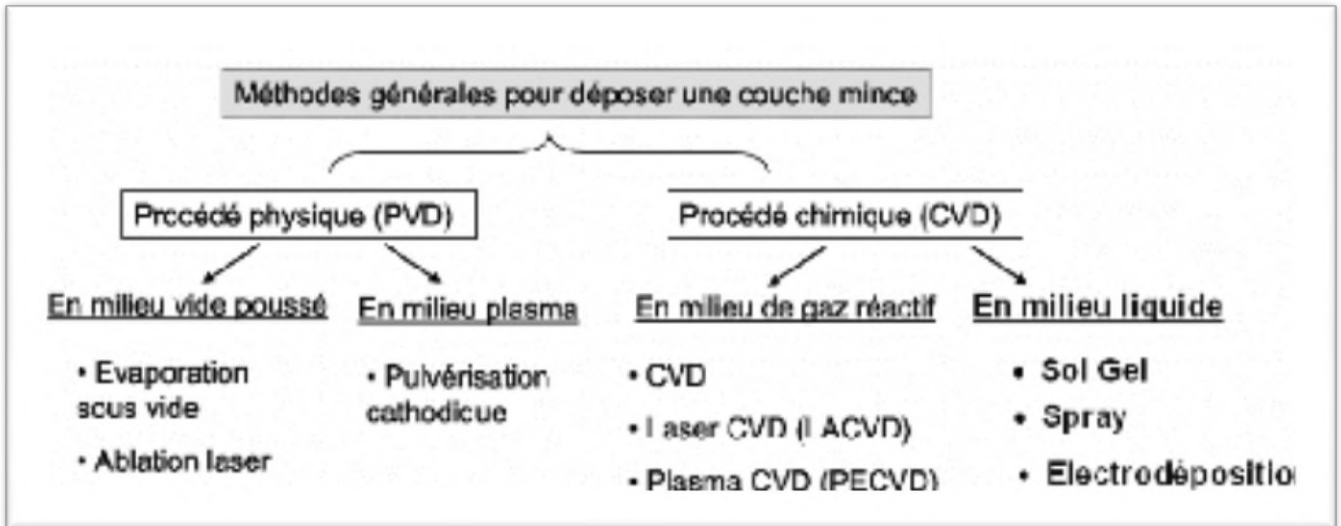 Méthodes générales pour déposer une couche mince
Procédé physique (PVD)
Procédé chimique (CVD)
En milieu vide poussé
En milieu plasma
En milieu de gaz réactif
En milieu liquide
• Evaporation
sous vide
• Ablation laser
• Pulvérisation
cathodicue
• CVD
• Laser CVD (LACVD)
• Plasma CVD (PECVD)
• Sol Gel
• Spray
• Electrodépositio